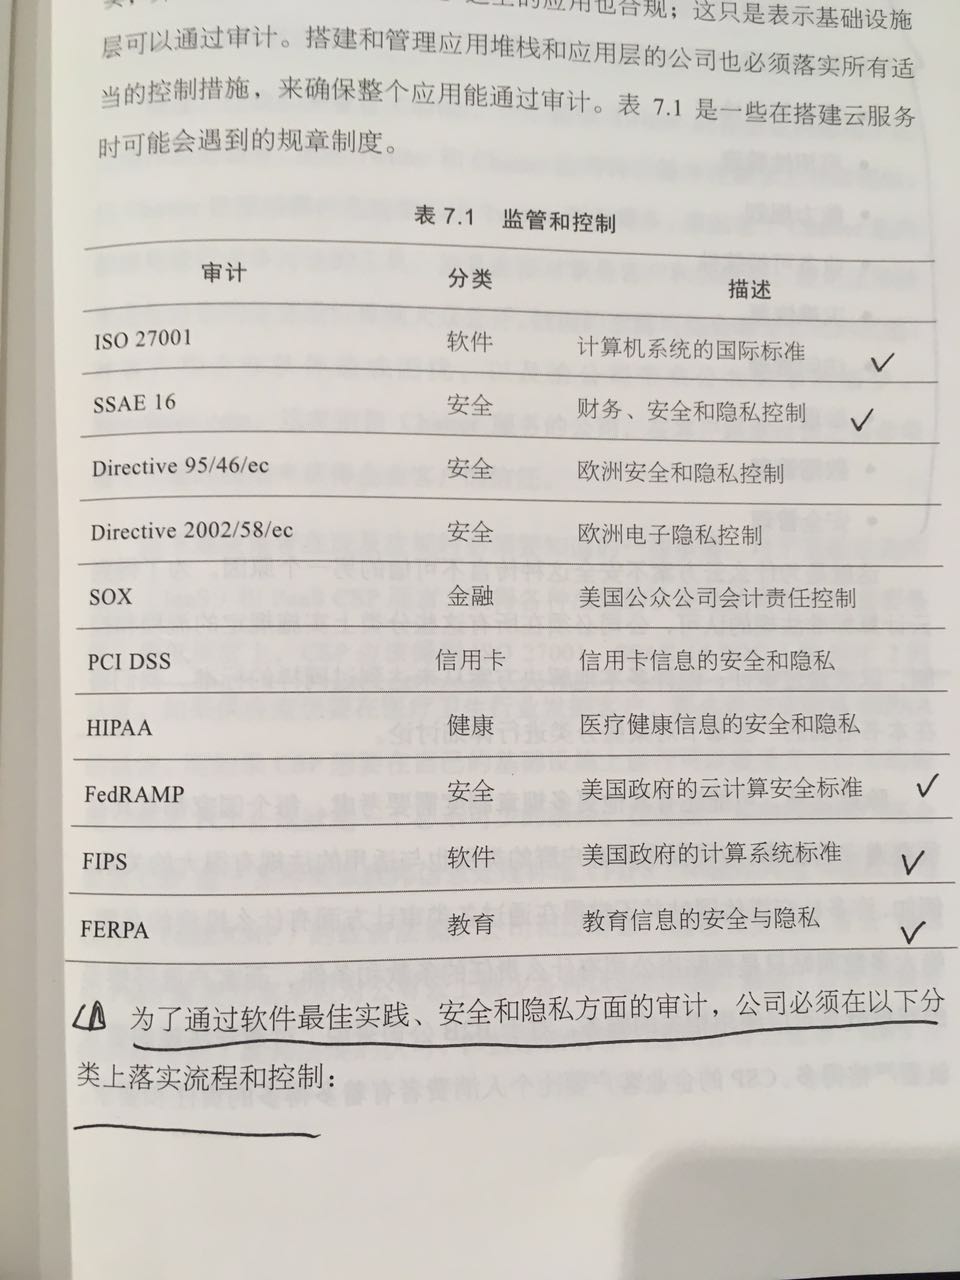 的应用也合规；这只是表示基础设施
层可以通过审计。搭建和管理应用堆栈和应用层的公司也必须落实所有适
当的控制措施，来确保整个应用能通过审计。表 7.1 是一些在搭建云服务
时可能会遇到的规章制度。
表 7.1 监管和控制
审计 分类 描述
ISO 27001 软件 计算机系统的国际标准 ✓
SSAE 16 安全 财务、安全和隐私控制 ✓
Directive 95/46/ec 安全 欧洲安全和隐私控制
Directive 2002/58/ec 安全 欧洲电子隐私控制
SOX 金融 美国公众公司会计责任控制
PCI DSS 信用卡 信用卡信息的安全和隐私
HIPAA 健康 医疗健康信息的安全和隐私
FedRAMP 安全 美国政府的云计算安全标准 ✓
FIPS 软件 美国政府的计算系统标准 ✓
FERPA 教育 教育信息的安全与隐私 ✓
为了通过软件最佳实践、安全和隐私方面的审计，公司必须在以下分
类上落实流程和控制：